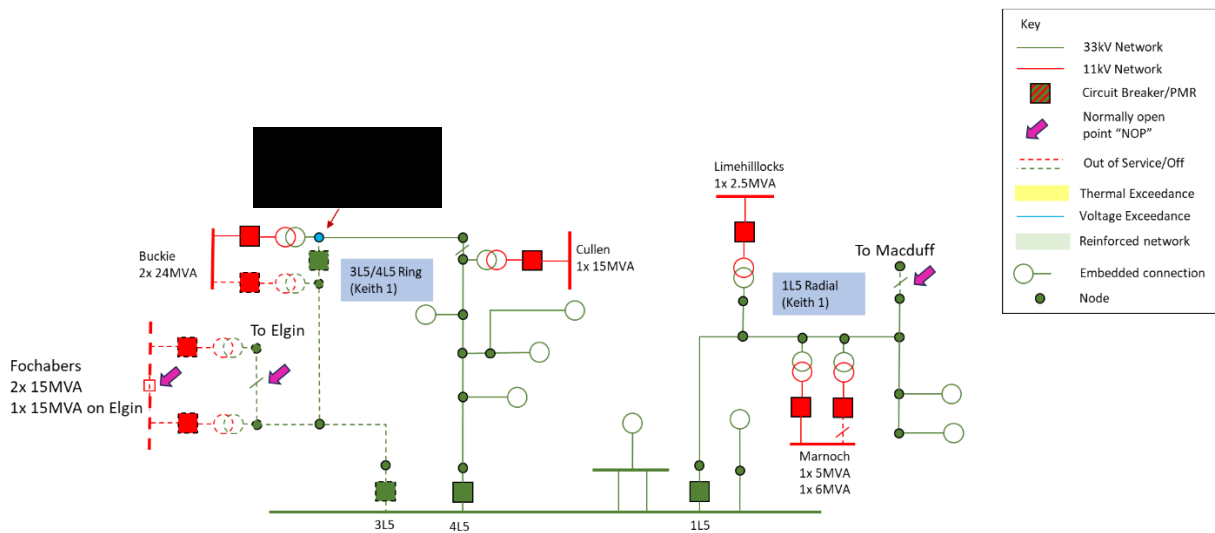 Key
33kV Network
11kV Network
Circuit Breaker/PMR
Normally open
point “NOP”
Out of Service/Off
Thermal Exceedance
Voltage Exceedance
Reinforced network
Embedded connection
Node
Limehilllocks
1x 2.5MVA
To Macduff
Buckie
2x 24MVA
3L5/4L5 Ring
(Keith 1)
Cullen
1x 15MVA
1L5 Radial
(Keith 1)
To Elgin
Fochabers
2x 15MVA
1x 15MVA on Elgin
Marnoch
1x 5MVA
1x 6MVA
3L5
4L5
1L5